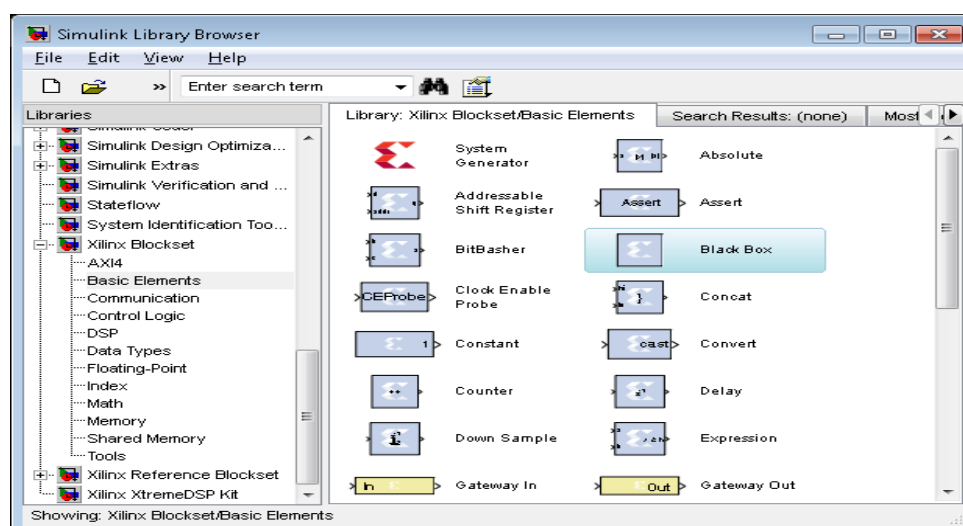 Simulink Library Browser
File Edit View Help
» Enter search term
Libraries
Library: Xilinx Blockset/Basic Elements
Search Results: (none)
Most
Simulink Coder
Simulink Design Optimiza...
Simulink Extras
Simulink Verification and ...
Stateflow
System Identification Too...
Xilinx Blockset
AXI4
Basic Elements
Communication
Control Logic
DSP
Data Types
Floating-Point
Index
Math
Memory
Shared Memory
Tools
Xilinx Reference Blockset
Xilinx XtremeDSP Kit
System
Generator
Absolute
Addressable
Shift Register
Assert Assert
BitBasher
Black Box
CEProbe
Clock Enable
Probe
Concat
1 Constant
cast Convert
Counter
Delay
Down Sample
Expression
In Gateway In
Out Gateway Out
Showing: Xilinx Blockset/Basic Elements